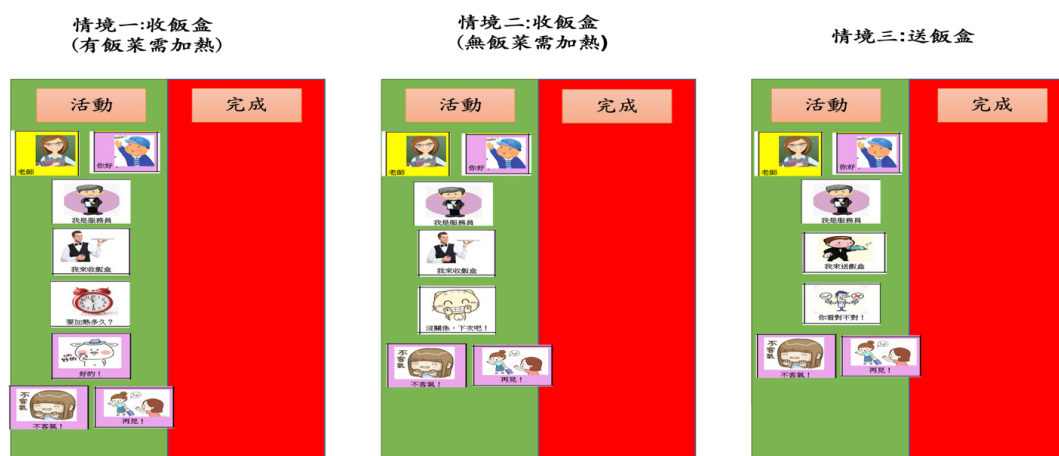 情境一:收飯盒
(有飯菜需加熱)
活動
完成
老師
你好!
我是服務員
我來收飯盒
要加熱多久?
好的!
不客氣
不客氣!
再見!
情境二:收飯盒
(無飯菜需加熱)
活動
完成
老師
你好!
我是服務員
我來收飯盒
沒關係,下次吧!
不客氣
不客氣!
再見!
情境三:送飯盒
活動
完成
老師
你好!
我是服務員
我來送飯盒
你看對不對!
不客氣
不客氣!
再見!